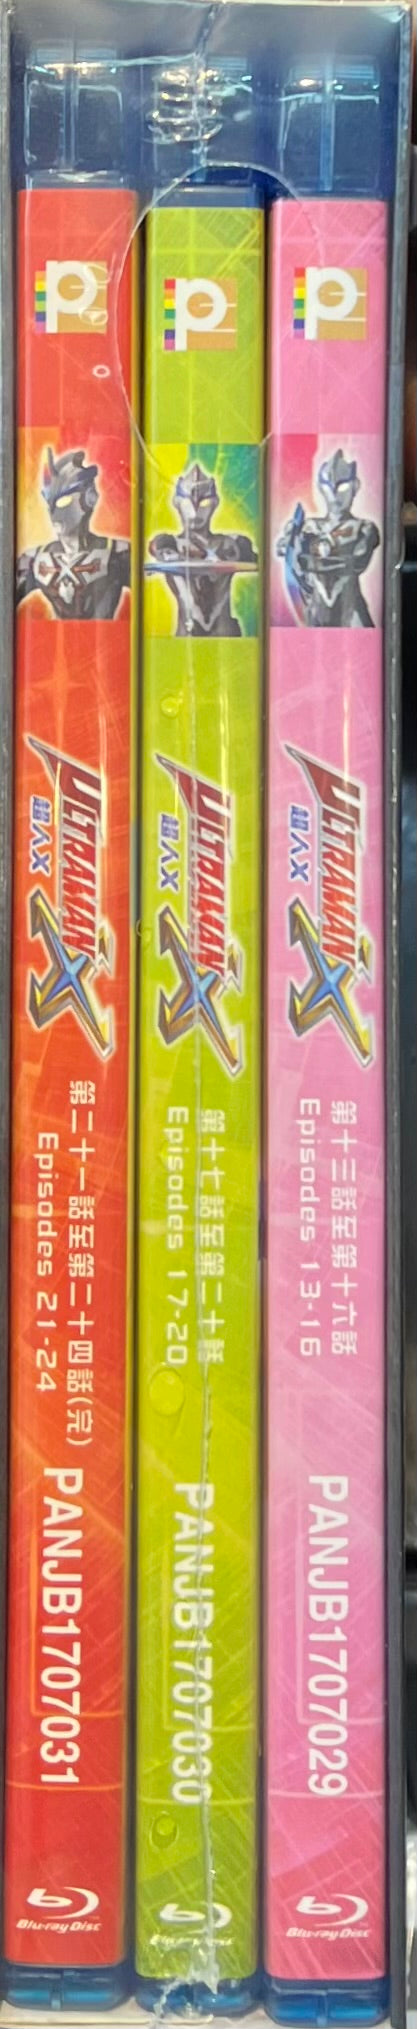 ULTRAMAN X
超人X
第二十一話至第二十四話(完)
Episodes 21-24
PANJB1707031
Blu-ray Disc
ULTRAMAN X
超人X
第十七話至第二十話
Episodes 17-20
PANJB1707030
Blu-ray Disc
ULTRAMAN X
超人X
第十三話至第十六話
Episodes 13-16
PANJB1707029
Blu-ray Disc